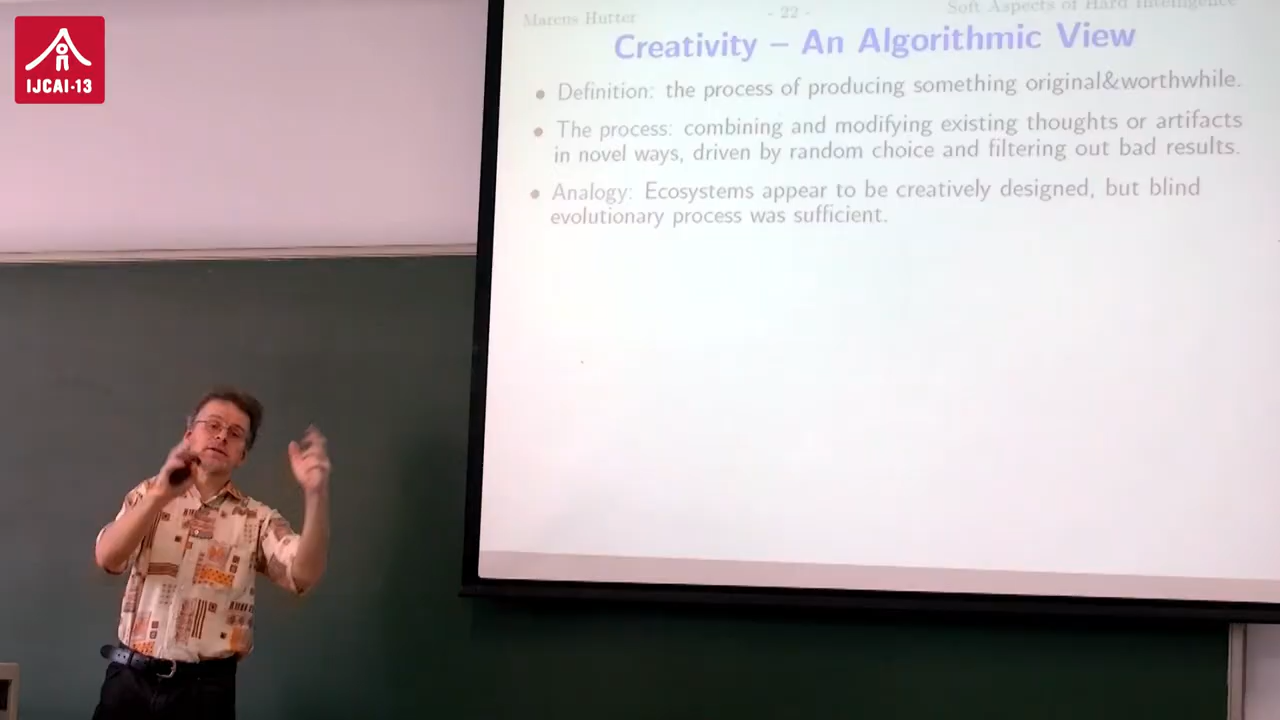 IJCAI-13
Marcus Hutter
- 22 -
Soft Aspects of Hard Intelligence
Creativity – An Algorithmic View
• Definition: the process of producing something original&worthwhile.
• The process: combining and modifying existing thoughts or artifacts
in novel ways, driven by random choice and filtering out bad results.
• Analogy: Ecosystems appear to be creatively designed, but blind
evolutionary process was sufficient.